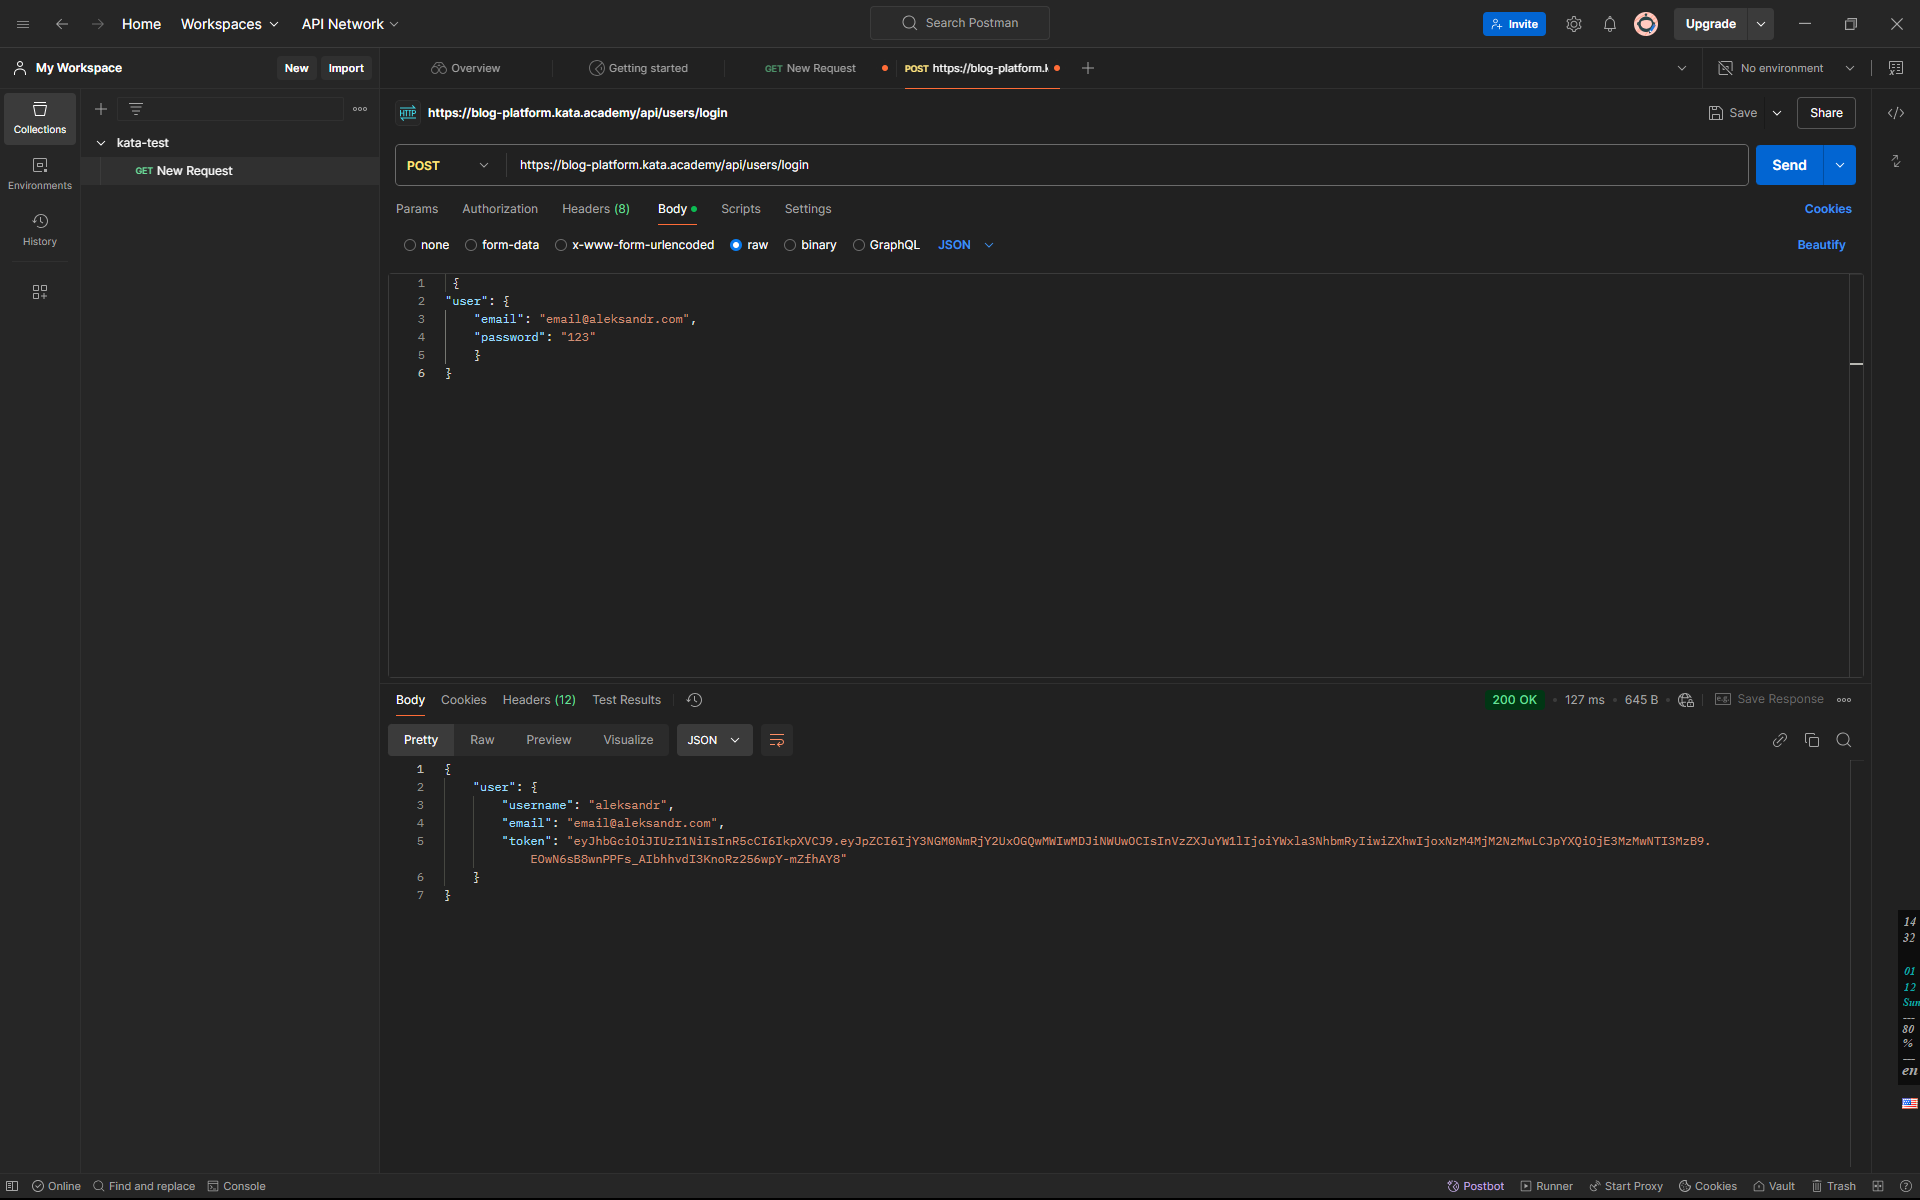 Home Workspaces API Network Search Postman Invite Upgrade
My Workspace New Import Overview Getting started GET New Request POST https://blog-platform.k No environment
Collections
Environments
History
kata-test
GET New Request
HTTP https://blog-platform.kata.academy/api/users/login Save Share
POST https://blog-platform.kata.academy/api/users/login Send
Params Authorization Headers (8) Body Scripts Settings Cookies
none form-data x-www-form-urlencoded raw binary GraphQL JSON Beautify
1 {
2 "user": {
3 "email": "email@aleksandr.com",
4 "password": "123"
5 }
6 }
Body Cookies Headers (12) Test Results 200 OK 127 ms 645 B e.g. Save Response
Pretty Raw Preview Visualize JSON
1 {
2 "user": {
3 "username": "aleksandr",
4 "email": "email@aleksandr.com",
5 "token": "eyJhbGciOiJIUzI1NiIsInR5cCI6IkpXVCJ9.eyJpZCI6IjY3NGM0NmRjY2UxOGQwMWIwMDJiNWUwOCIsInVzZXJuYW1lIjoiYWxla3NhbmRyIiwiZXhwIjoxNzM4MjM2NzMwLCJpYXQiOjE3MzMwNTI3MzB9.
EOwN6sB8wnPPFs_AIbhhvdI3KnoRz256wpY-mZfhAY8"
6 }
7 }
14
32
01
12
Sun
---
80
%
—
en
Online Find and replace Console Postbot Runner Start Proxy Cookies Vault Trash